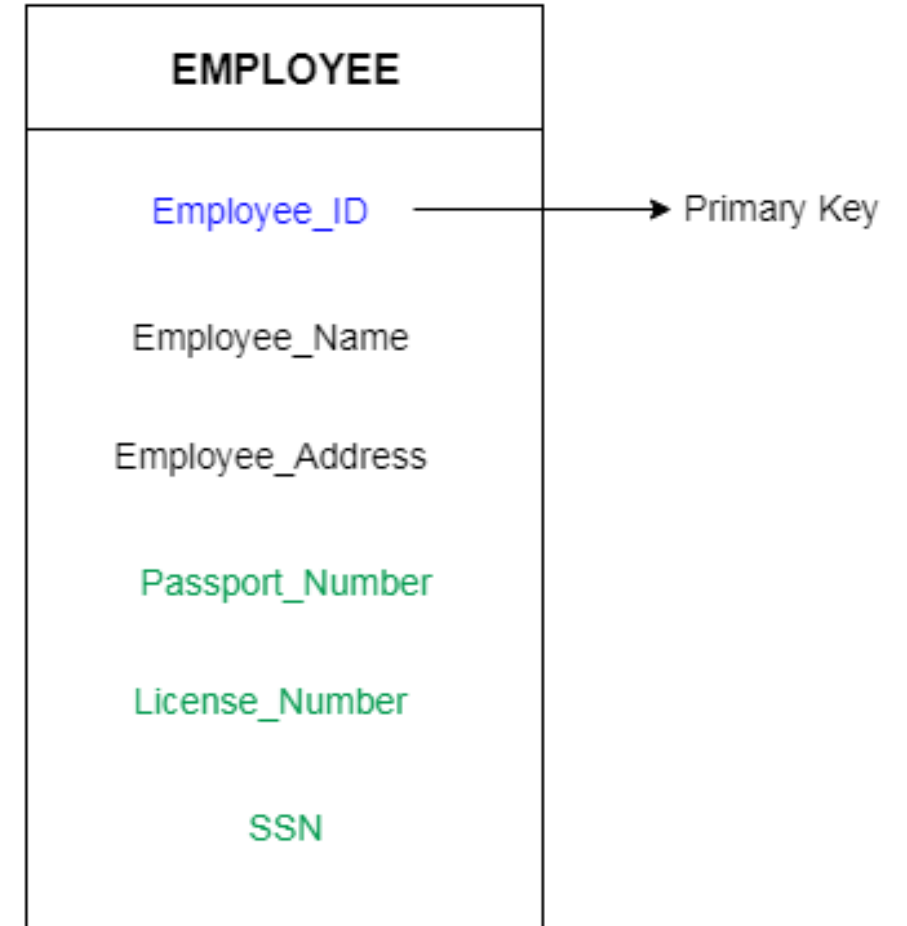 EMPLOYEE
Employee_ID
Primary Key
Employee_Name
Employee_Address
Passport_Number
License_Number
SSN